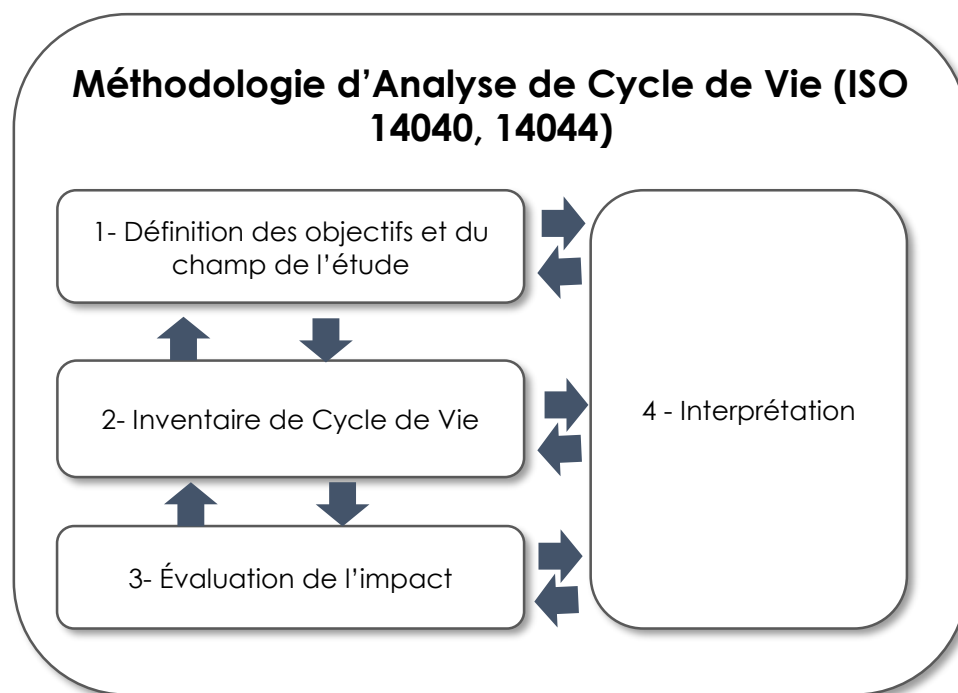 Méthodologie d’Analyse de Cycle de Vie (ISO
14040, 14044)
1- Définition des objectifs et du
champ de l’étude
2- Inventaire de Cycle de Vie
4 - Interprétation
3- Évaluation de l’impact